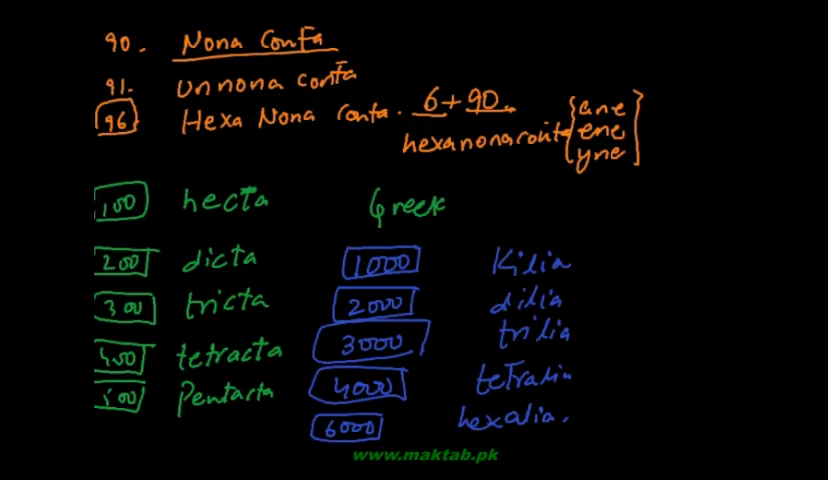 90. Nona Conta
91. Unnona conta
96 Hexa Nona Conta. 6+90.
hexanonaconta {ane ene yne]
100 hecta Greek
200 dicta 1000 Kilia
300 tricta 2000 dilia
3000 trilia
400 tetracta 4000 tetralia
500 Pentacta 6000 hexalia.
www.maktab.pk